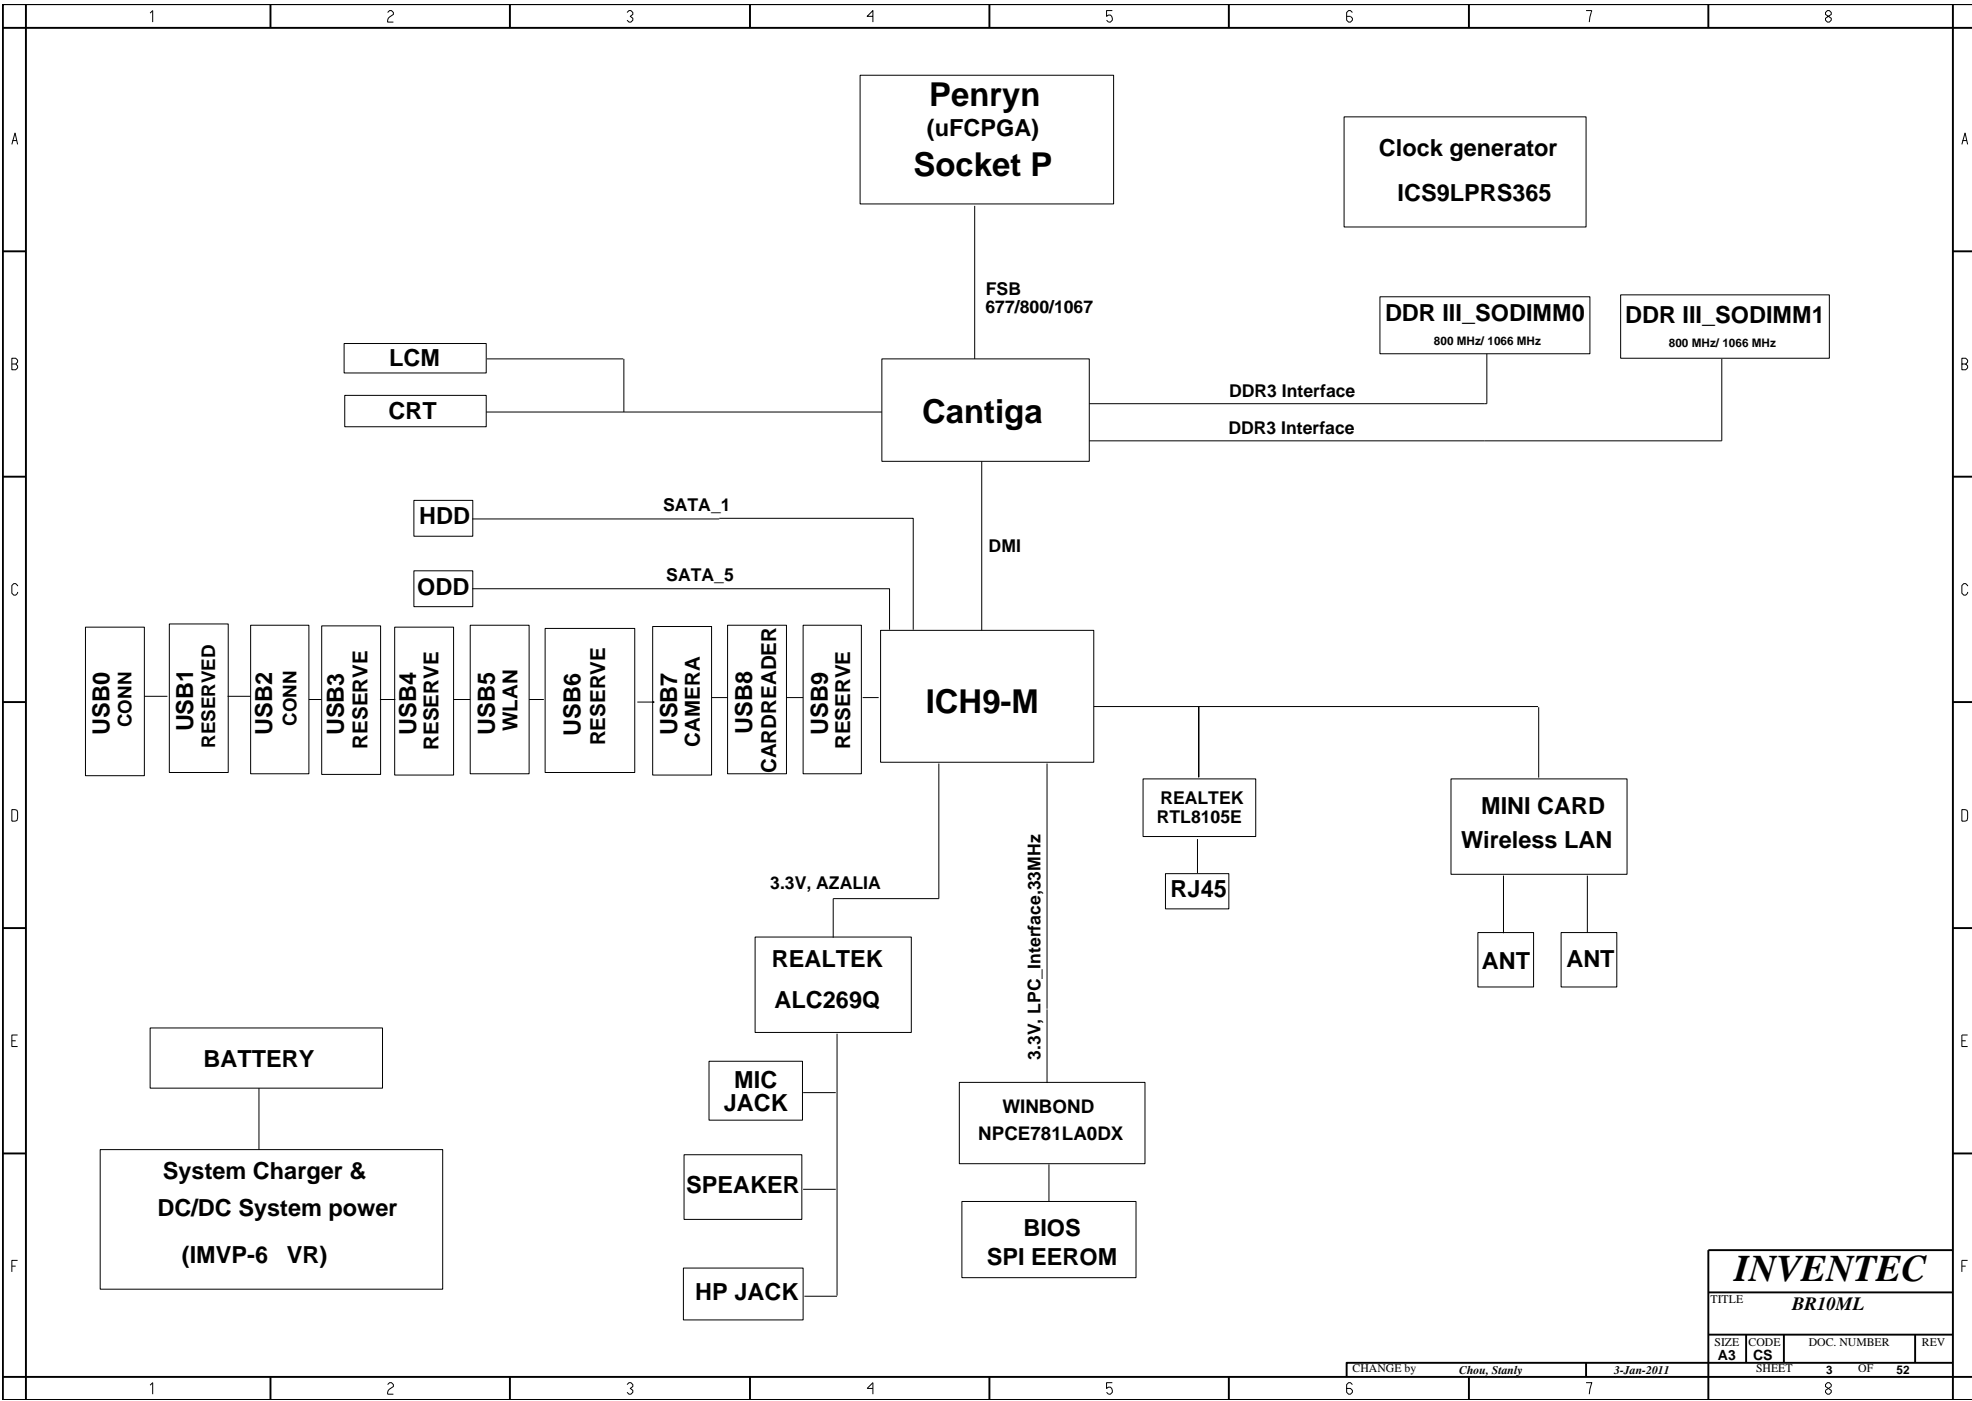 1 2 3 4 5 6 7 8
A
A
Penryn
(uFCPGA)
Socket P
Clock generator
ICS9LPRS365
FSB
677/800/1067
DDR III_SODIMM0
800 MHz/ 1066 MHz
DDR III_SODIMM1
800 MHz/ 1066 MHz
B
B
LCM
CRT
Cantiga
DDR3 Interface
DDR3 Interface
HDD
SATA_1
DMI
ODD
SATA_5
C
C
USB0
CONN
USB1
RESERVED
USB2
CONN
USB3
RESERVE
USB4
RESERVE
USB5
WLAN
USB6
RESERVE
USB7
CAMERA
USB8
CARDREADER
USB9
RESERVE
ICH9-M
D
D
REALTEK
RTL8105E
RJ45
MINI CARD
Wireless LAN
ANT
ANT
3.3V, AZALIA
3.3V, LPC_Interface,33MHz
REALTEK
ALC269Q
E
E
MIC
JACK
SPEAKER
HP JACK
WINBOND
NPCE781LA0DX
BIOS
SPI EEROM
BATTERY
System Charger &
DC/DC System power
(IMVP-6 VR)
F
F
INVENTEC
TITLE
BR10ML
SIZE CODE DOC. NUMBER REV
A3 CS
CHANGE by Chou, Stanly 3-Jan-2011 SHEET 3 OF 52
1 2 3 4 5 6 7 8